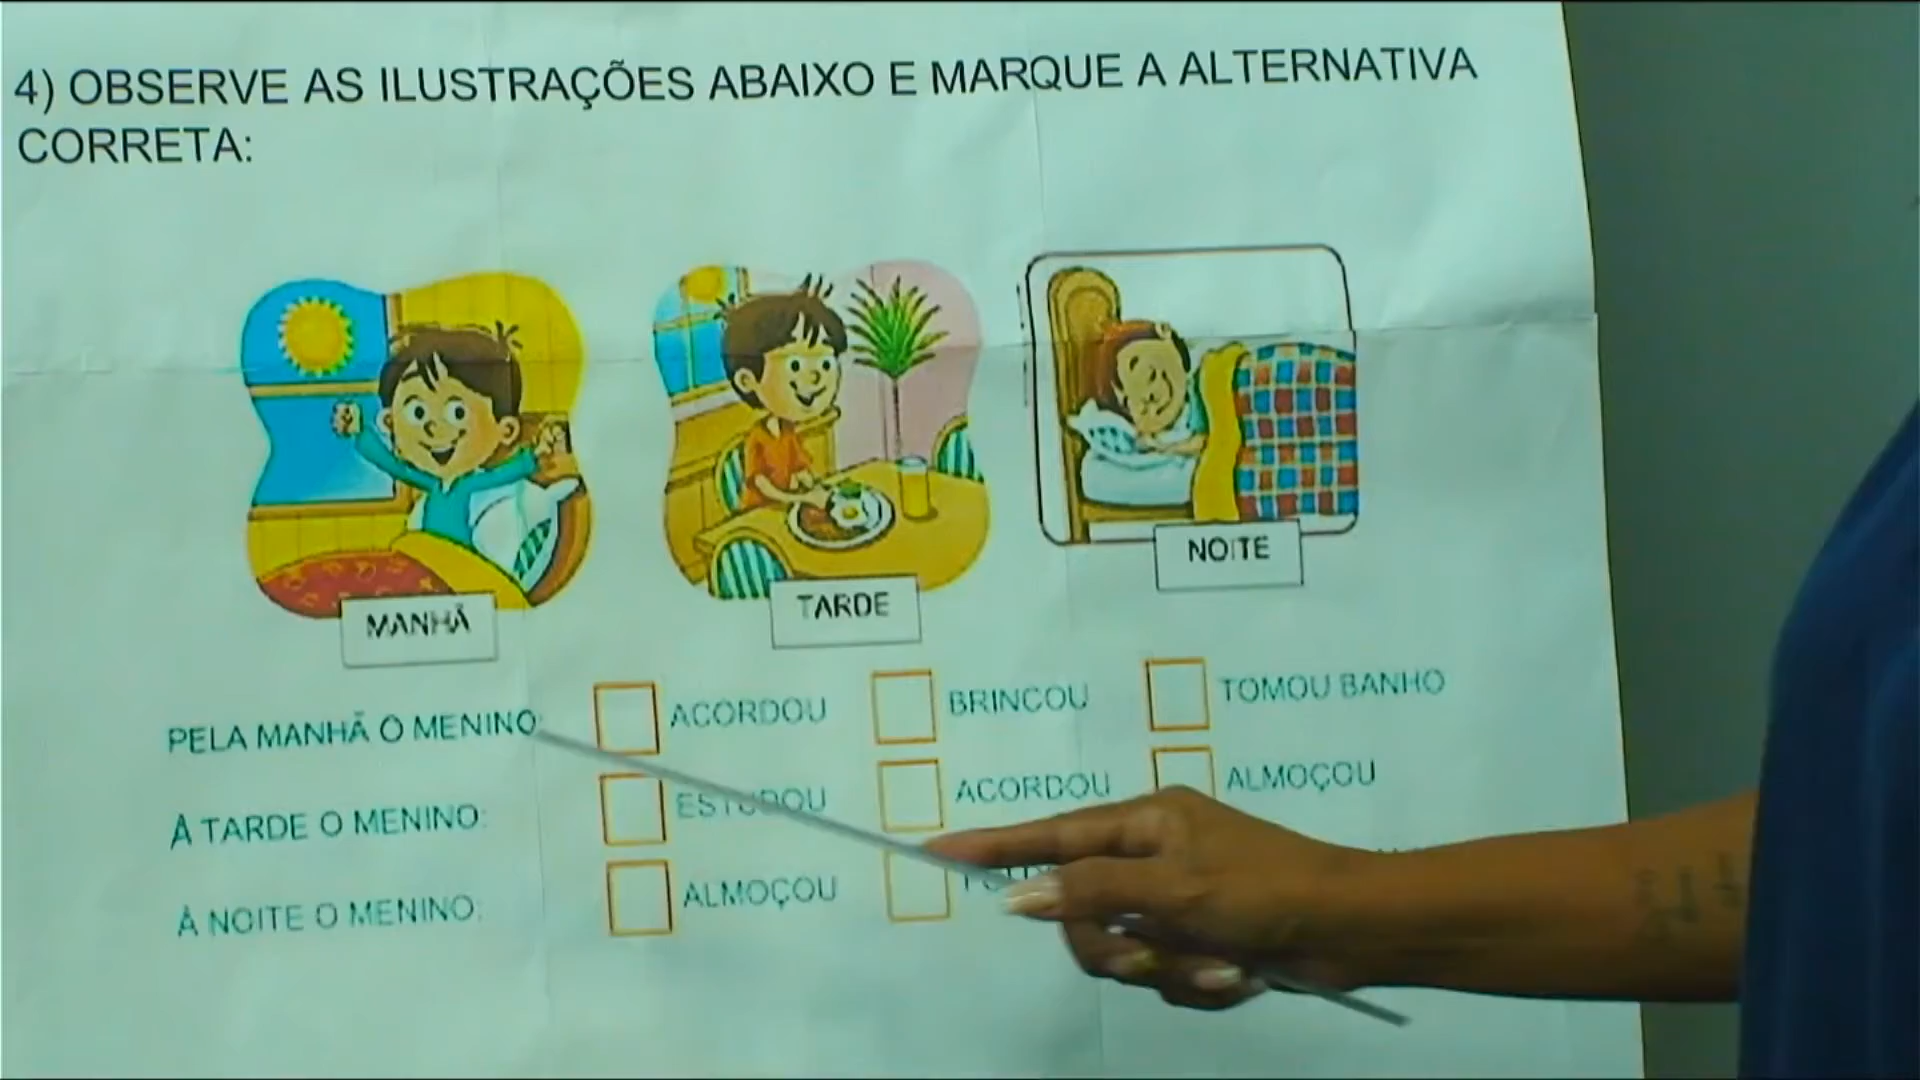 4) OBSERVE AS ILUSTRAÇÕES ABAIXO E MARQUE A ALTERNATIVA
CORRETA:
MANHÃ
TARDE
NOITE
PELA MANHÃ O MENINO: ACORDOU BRINCOU TOMOU BANHO
À TARDE O MENINO: ESTUDOU ACORDOU ALMOÇOU
À NOITE O MENINO: ALMOÇOU